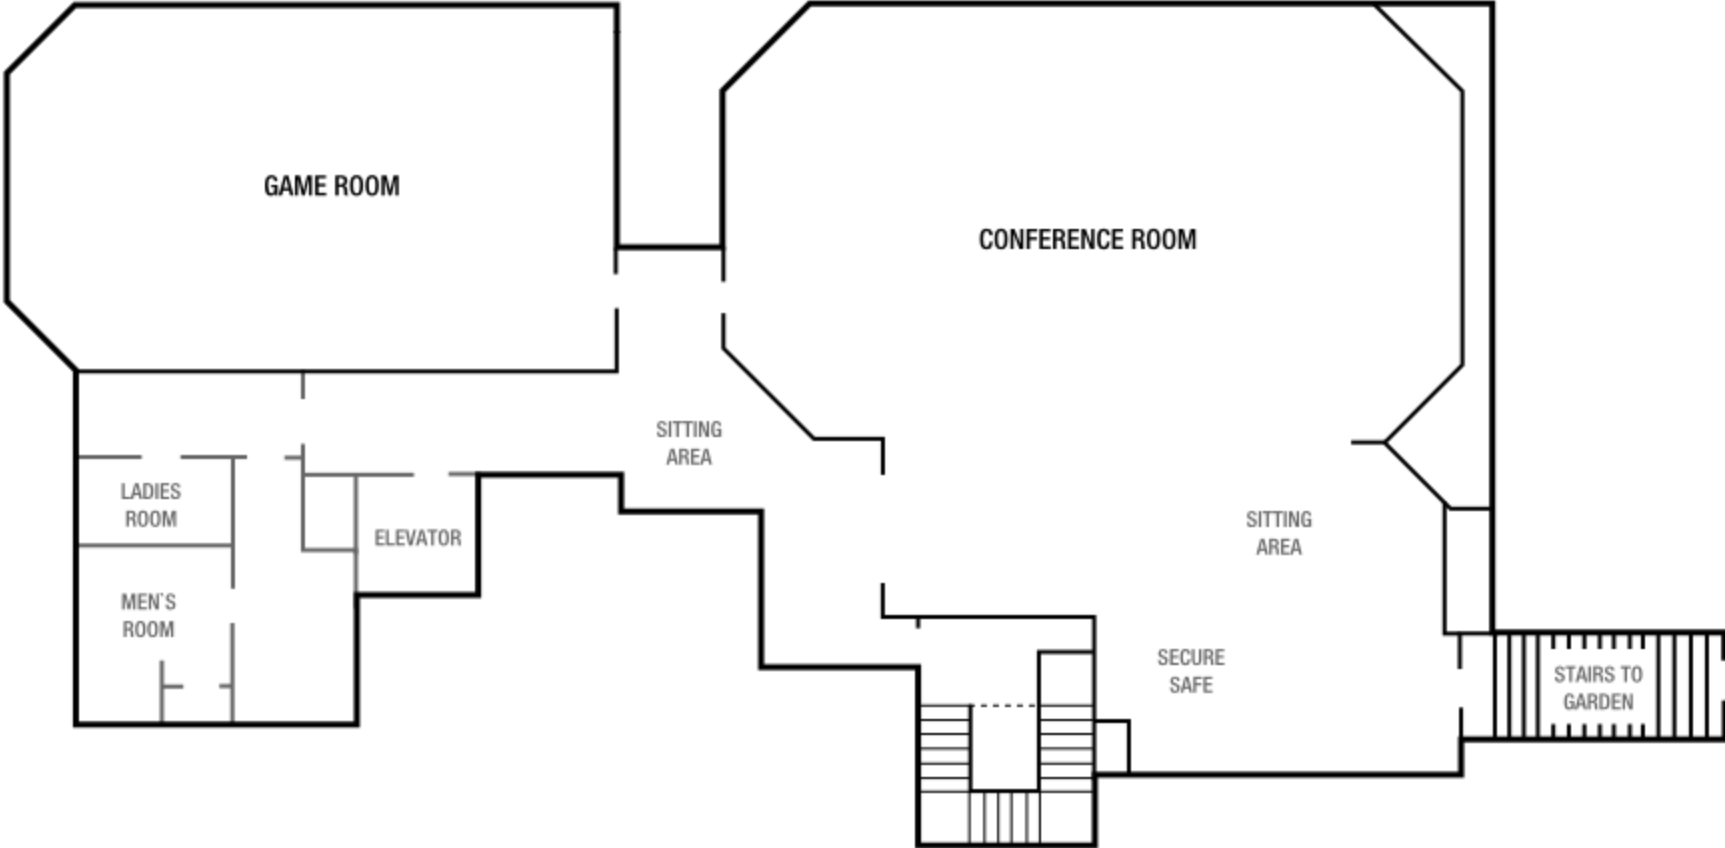 GAME ROOM
CONFERENCE ROOM
SITTING
AREA
LADIES
ROOM
ELEVATOR
SITTING
AREA
MEN`S
ROOM
SECURE
SAFE
STAIRS TO
GARDEN